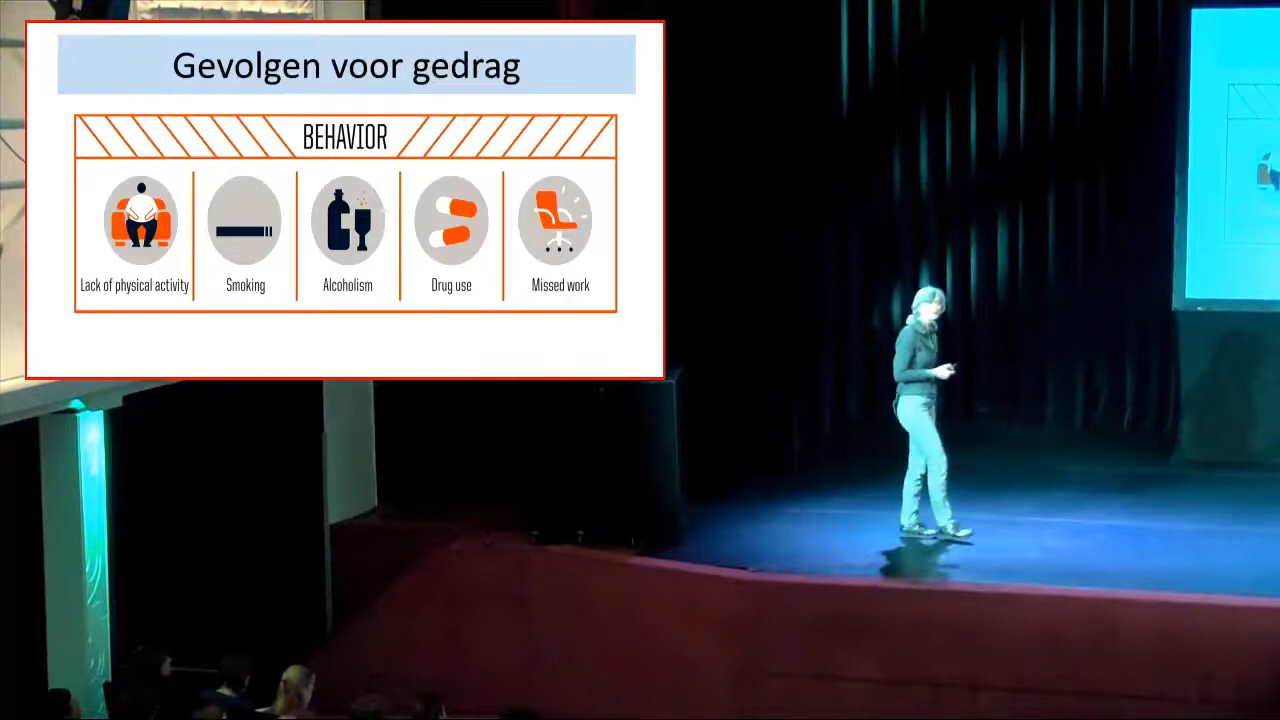 Gevolgen voor gedrag
BEHAVIOR
Lack of physical activity
Smoking
Alcoholism
Drug use
Missed work